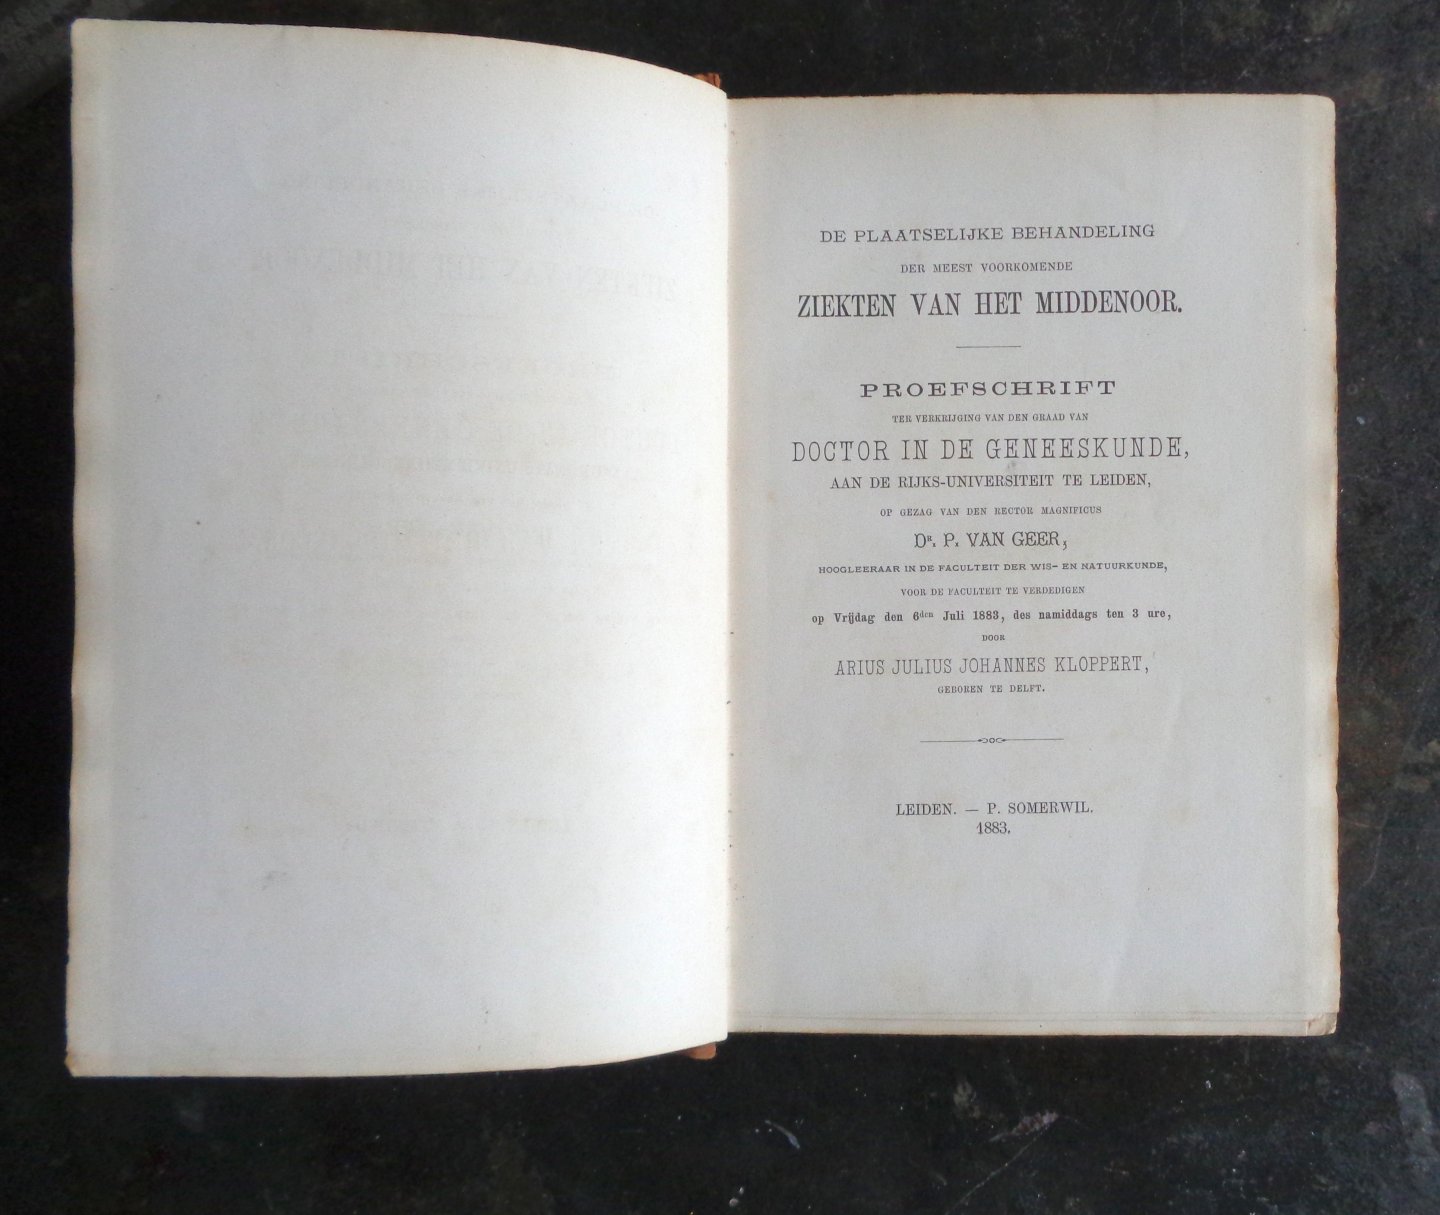 DE PLAATSELIJKE BEHANDELING
DER MEEST VOORKOMENDE
ZIEKTEN VAN HET MIDDENOOR.
PROEFSCHRIFT
TER VERKRIJGING VAN DEN GRAAD VAN
DOCTOR IN DE GENEESKUNDE,
AAN DE RIJKS-UNIVERSITEIT TE LEIDEN,
OP GEZAG VAN DEN RECTOR MAGNIFICUS
DR. P. VAN GEER,
HOOGLEERAAR IN DE FACULTEIT DER WIS- EN NATUURKUNDE,
VOOR DE FACULTEIT TE VERDEDIGEN
op Vrijdag den 6den Juli 1883, des namiddags ten 3 ure,
DOOR
ARIUS JULIUS JOHANNES KLOPPERT,
GEBOREN TE DELFT.
LEIDEN. — P. SOMERWIL.
1883.